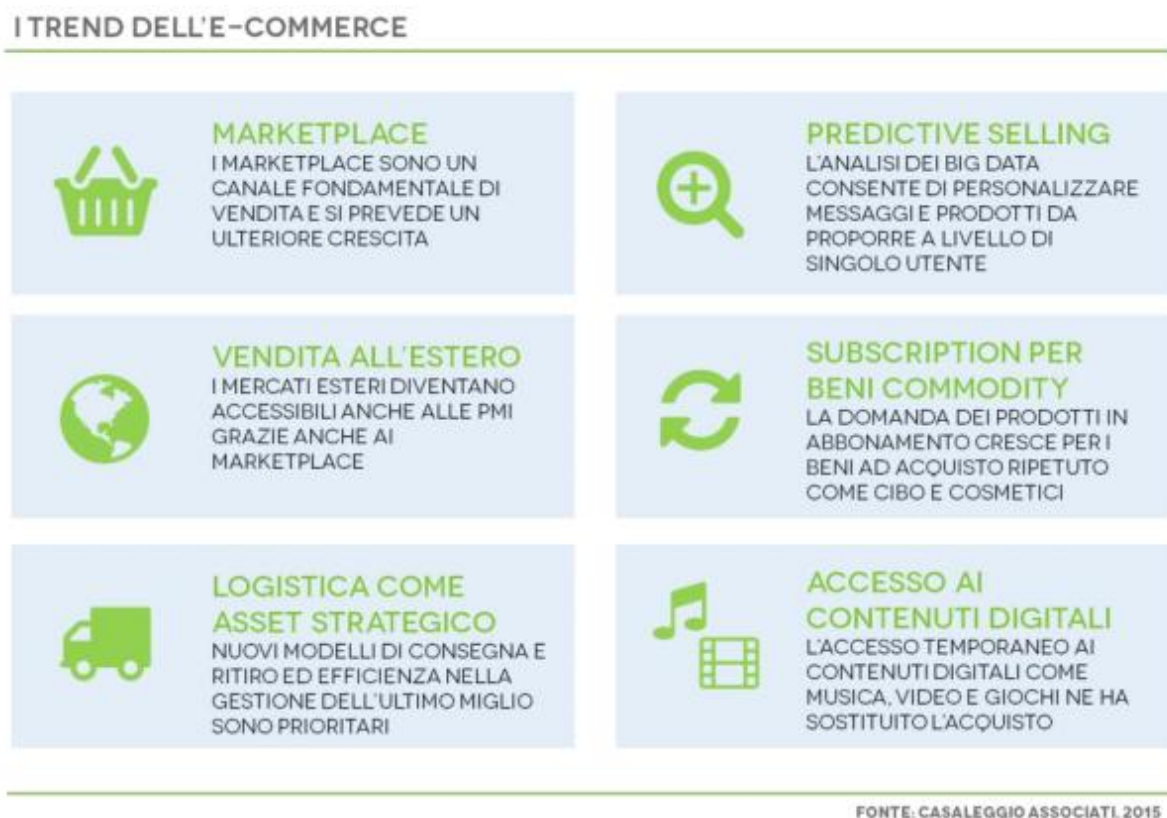 I TREND DELL'E-COMMERCE
MARKETPLACE
I MARKETPLACE SONO UN
CANALE FONDAMENTALE DI
VENDITA E SI PREVEDE UN
ULTERIORE CRESCITA
PREDICTIVE SELLING
L'ANALISI DEI BIG DATA
CONSENTE DI PERSONALIZZARE
MESSAGGI E PRODOTTI DA
PROPORRE A LIVELLO DI
SINGOLO UTENTE
VENDITA ALL'ESTERO
I MERCATI ESTERI DIVENTANO
ACCESSIBILI ANCHE ALLE PMI
GRAZIE ANCHE AI
MARKETPLACE
SUBSCRIPTION PER
BENI COMMODITY
LA DOMANDA DEI PRODOTTI IN
ABBONAMENTO CRESCE PER I
BENI AD ACQUISTO RIPETUTO
COME CIBO E COSMETICI
LOGISTICA COME
ASSET STRATEGICO
NUOVI MODELLI DI CONSEGNA E
RITIRO ED EFFICIENZA NELLA
GESTIONE DELL'ULTIMO MIGLIO
SONO PRIORITARI
ACCESSO AI
CONTENUTI DIGITALI
L'ACCESSO TEMPORANEO AI
CONTENUTI DIGITALI COME
MUSICA, VIDEO E GIOCHI NE HA
SOSTITUITO L'ACQUISTO
FONTE: CASALEGGIO ASSOCIATI, 2015